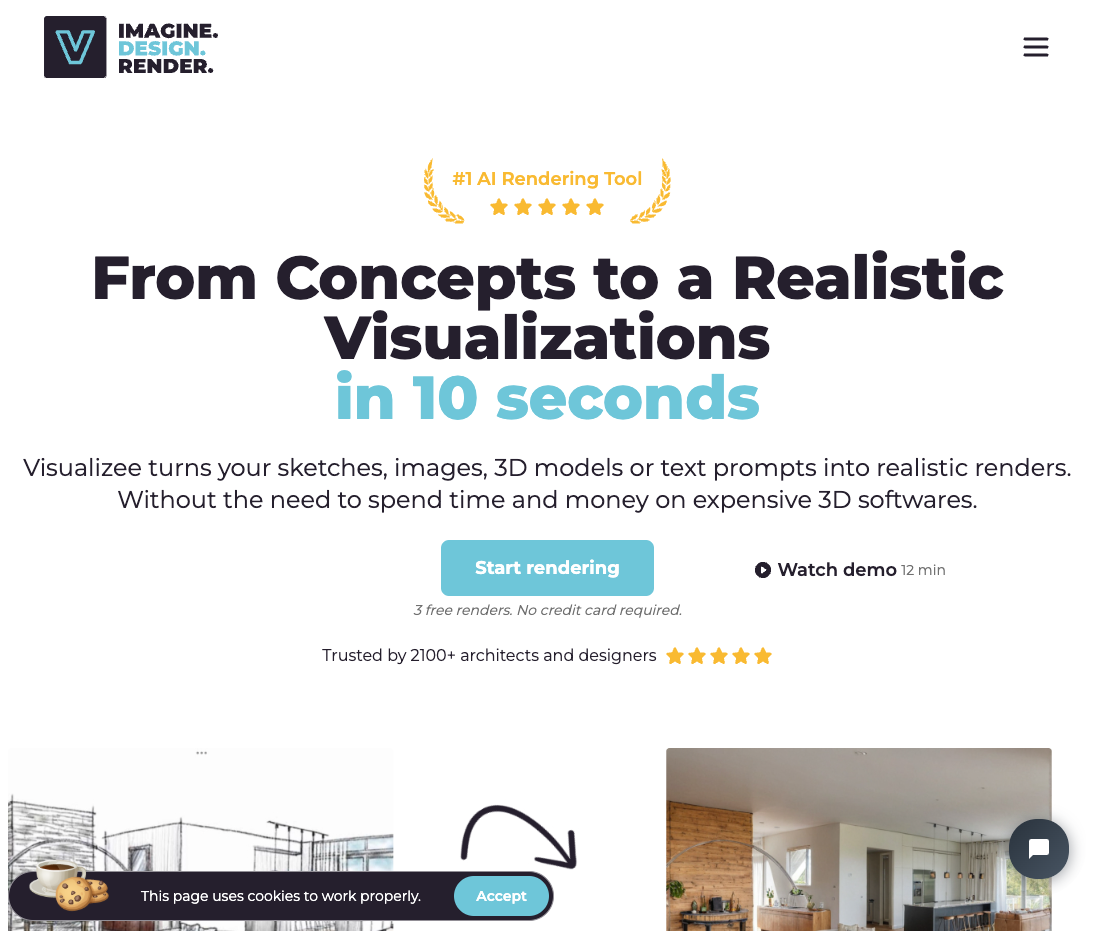 IMAGINE.
DESIGN.
RENDER.
#1 AI Rendering Tool
From Concepts to a Realistic
Visualizations
in 10 seconds
Visualizee turns your sketches, images, 3D models or text prompts into realistic renders.
Without the need to spend time and money on expensive 3D softwares.
Start rendering
Watch demo 12 min
3 free renders. No credit card required.
Trusted by 2100+ architects and designers
This page uses cookies to work properly.
Accept